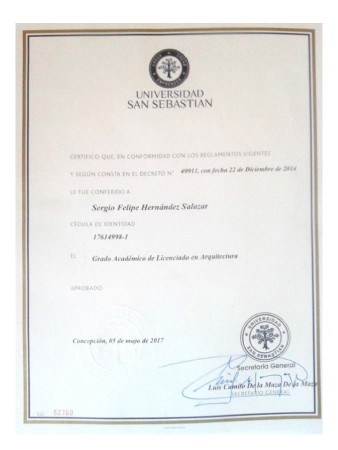 UNIVERSIDAD
SAN SEBASTIAN
CERTIFICO QUE, EN CONFORMIDAD CON LOS REGLAMENTOS VIGENTES
Y SEGÚN CONSTA EN EL DECRETO N° 49911, con fecha 22 de Diciembre de 2014
LE FUE CONFERIDO A
Sergio Felipe Hernández Salazar
CÉDULA DE IDENTIDAD
17614998-1
EL Grado Académico de Licenciado en Arquitectura
APROBADO
Concepción, 05 de mayo de 2017
UNIVERSIDAD
SAN SEBASTIAN
Secretaría General
Luis Camilo De la Maza De la Maza
SECRETARIO GENERAL
52760